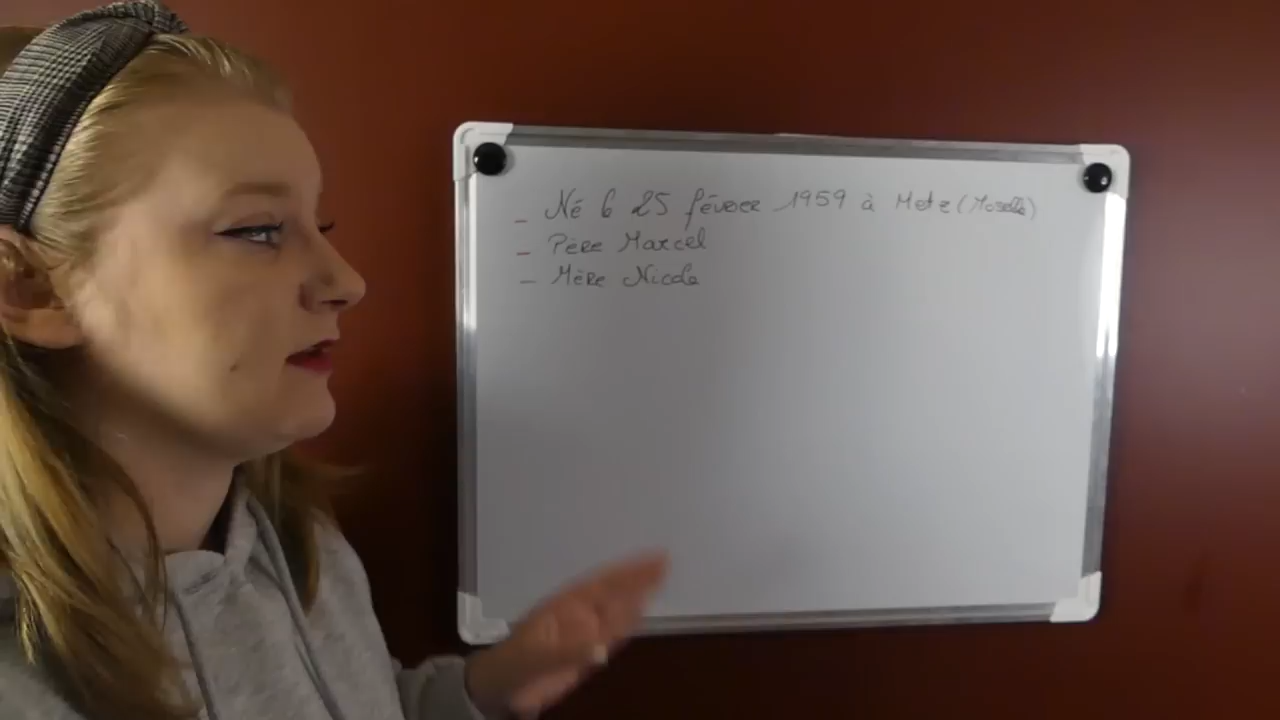 - Né le 25 février 1959 à Metz (Moselle)
- Père Marcel
- Mère Nicole